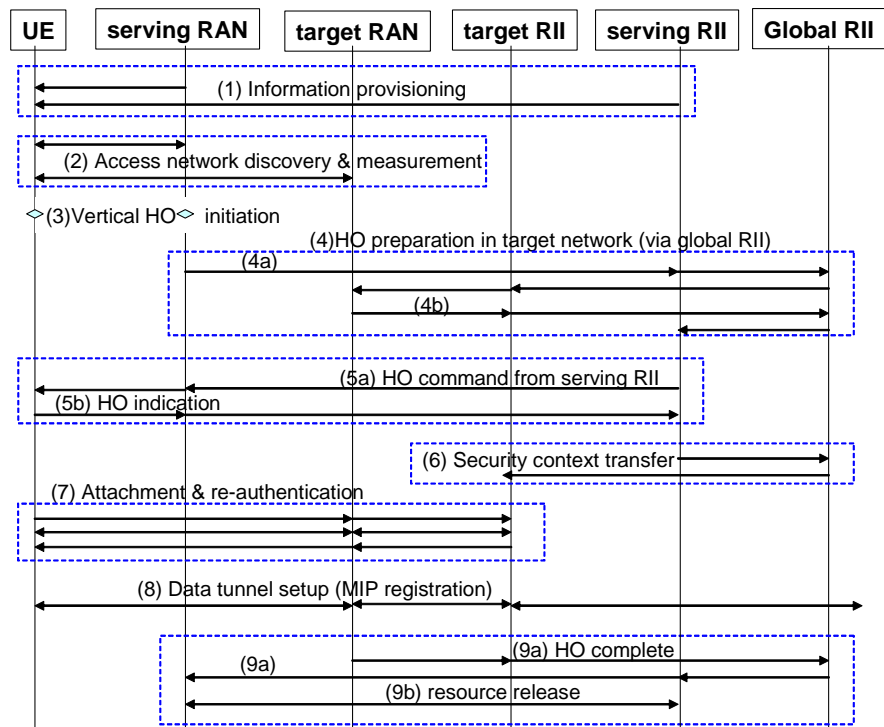 UE serving RAN target RAN target RII serving RII Global RII
(1) Information provisioning
(2) Access network discovery & measurement
(3)Vertical HO initiation
(4)HO preparation in target network (via global RII)
(4a)
(4b)
(5a) HO command from serving RII
(5b) HO indication
(6) Security context transfer
(7) Attachment & re-authentication
(8) Data tunnel setup (MIP registration)
(9a) HO complete
(9a)
(9b) resource release